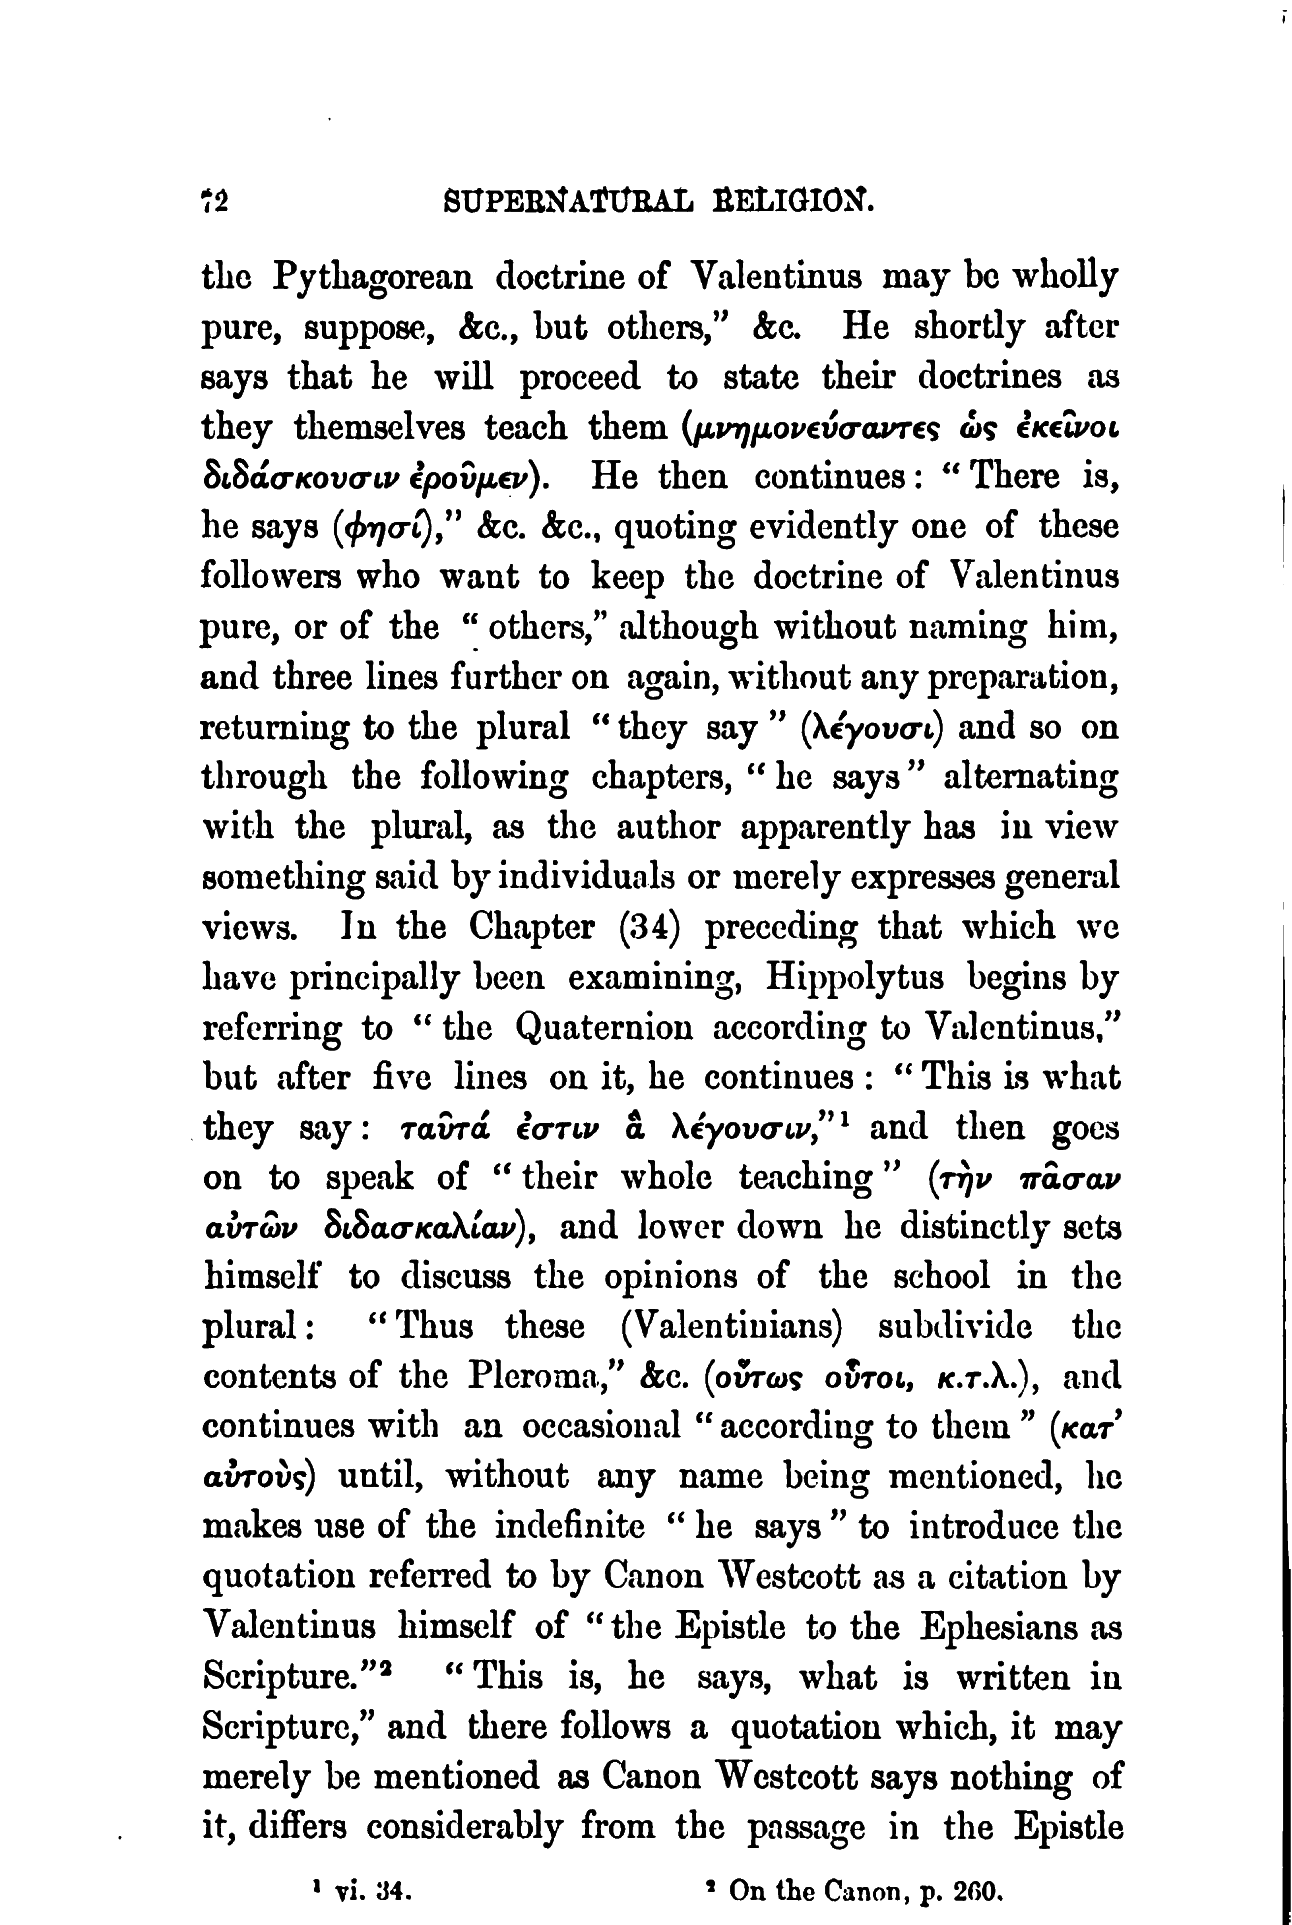 72 SUPERNATURAL RELIGION.
the Pythagorean doctrine of Valentinus may be wholly
pure, suppose, &c., but others,” &c. He shortly after
says that he will proceed to state their doctrines as
they themselves teach them (μνημονεύσαντες ὡς ἐκεῖνοι
διδάσκουσιν ἐροῦμεν). He then continues: “There is,
he says (φησί),” &c. &c., quoting evidently one of these
followers who want to keep the doctrine of Valentinus
pure, or of the “others,” although without naming him,
and three lines further on again, without any preparation,
returning to the plural “they say” (λέγουσι) and so on
through the following chapters, “he says” alternating
with the plural, as the author apparently has in view
something said by individuals or merely expresses general
views. In the Chapter (34) preceding that which we
have principally been examining, Hippolytus begins by
referring to “the Quaternion according to Valentinus,”
but after five lines on it, he continues: “This is what
they say: ταῦτά ἐστιν ἃ λέγουσιν,”¹ and then goes
on to speak of “their whole teaching” (τὴν πᾶσαν
αὐτῶν διδασκαλίαν), and lower down he distinctly sets
himself to discuss the opinions of the school in the
plural: “Thus these (Valentinians) subdivide the
contents of the Pleroma,” &c. (οὕτως οὗτοι, κ.τ.λ.), and
continues with an occasional “according to them” (κατ’
αὐτοὺς) until, without any name being mentioned, he
makes use of the indefinite “he says” to introduce the
quotation referred to by Canon Westcott as a citation by
Valentinus himself of “the Epistle to the Ephesians as
Scripture.”² “This is, he says, what is written in
Scripture,” and there follows a quotation which, it may
merely be mentioned as Canon Westcott says nothing of
it, differs considerably from the passage in the Epistle
¹ vi. 34. ² On the Canon, p. 260.